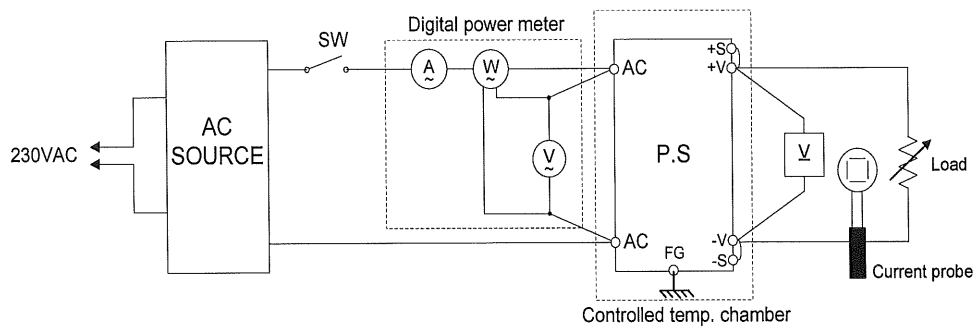 Digital power meter
SW
A
W
AC
+S
+V
230VAC
AC
SOURCE
V
P.S
V
Load
AC
-V
-S
FG
Current probe
Controlled temp. chamber